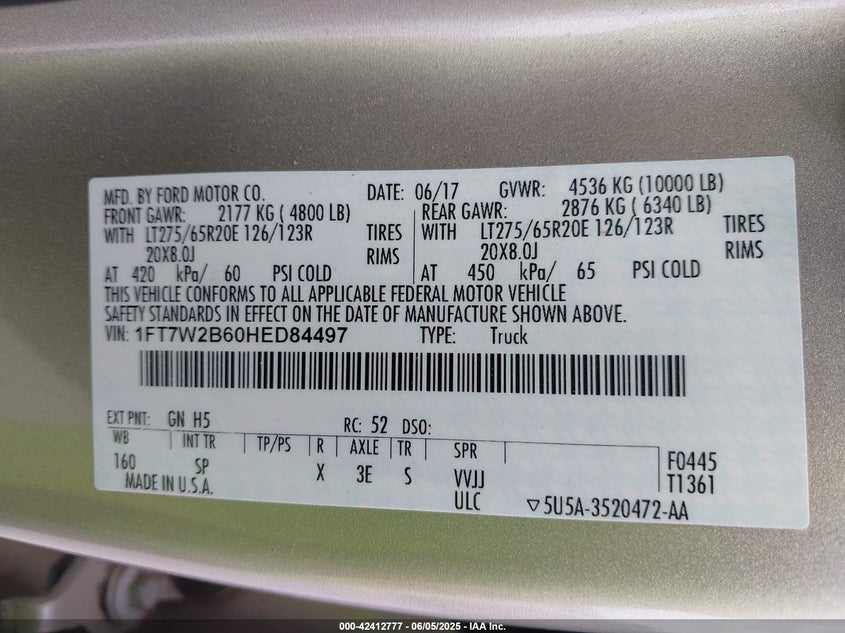 MFD. BY FORD MOTOR CO. DATE: 06/17 GVWR: 4536 KG (10000 LB)
FRONT GAWR: 2177 KG ( 4800 LB) REAR GAWR: 2876 KG ( 6340 LB)
WITH LT275/65R20E 126/123R TIRES WITH LT275/65R20E 126/123R TIRES
20X8.0J RIMS 20X8.0J RIMS
AT 420 kPa/ 60 PSI COLD AT 450 kPa/ 65 PSI COLD
THIS VEHICLE CONFORMS TO ALL APPLICABLE FEDERAL MOTOR VEHICLE
SAFETY STANDARDS IN EFFECT ON THE DATE OF MANUFACTURE SHOWN ABOVE.
VIN: 1FT7W2B60HED84497 TYPE: Truck
EXT PNT: GN H5 RC: 52 DSO:
WB INT TR TP/PS R AXLE TR SPR
160 SP X 3E S VVJJ F0445
MADE IN U.S.A. ULC T1361
▽5U5A-3520472-AA
000-42412777 - 06/05/2025 - IAA Inc.